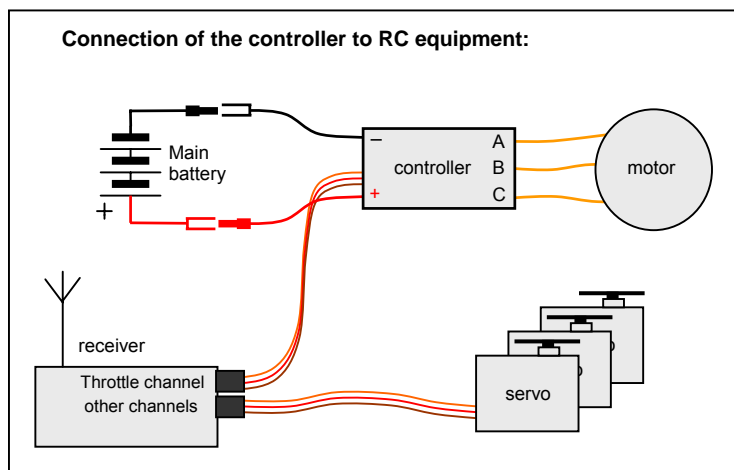 Connection of the controller to RC equipment:
Main
battery
+
−
+
controller
A
B
C
motor
receiver
Throttle channel
other channels
servo
o
o